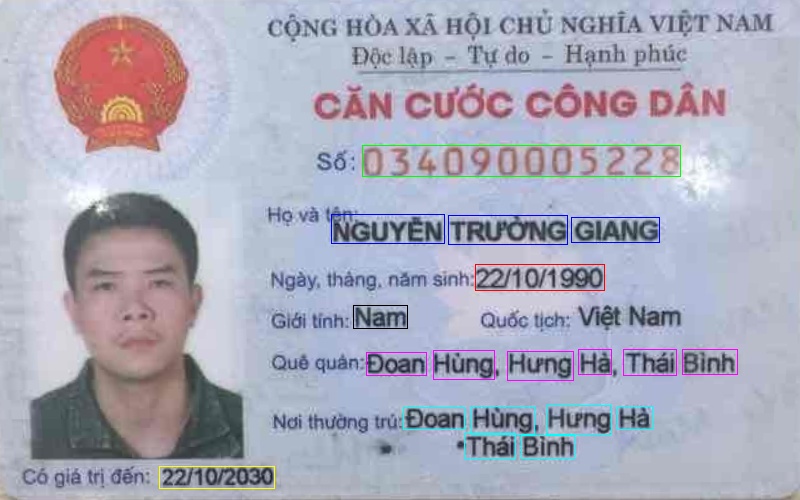 CỘNG HÒA XÃ HỘI CHỦ NGHĨA VIỆT NAM
Độc lập - Tự do - Hạnh phúc
CĂN CƯỚC CÔNG DÂN
Số: 034090005228
Họ và tên: NGUYỄN TRƯỜNG GIANG
Ngày, tháng, năm sinh: 22/10/1990
Giới tính: Nam Quốc tịch: Việt Nam
Quê quán: Đoan Hùng, Hưng Hà, Thái Bình
Nơi thường trú: Đoan Hùng, Hưng Hà
Thái Bình
Có giá trị đến: 22/10/2030